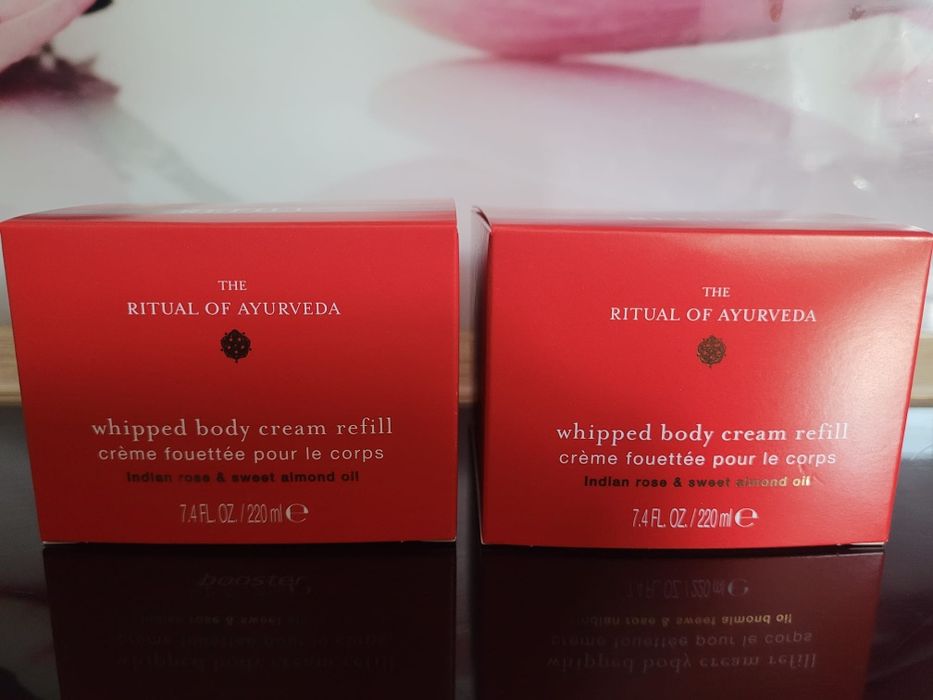 THE
RITUAL OF AYURVEDA
whipped body cream refill
crème fouettée pour le corps
Indian rose & sweet almond oil
7.4 FL. OZ. / 220 ml ℮
THE
RITUAL OF AYURVEDA
whipped body cream refill
crème fouettée pour le corps
Indian rose & sweet almond oil
7.4 FL. OZ. / 220 ml ℮